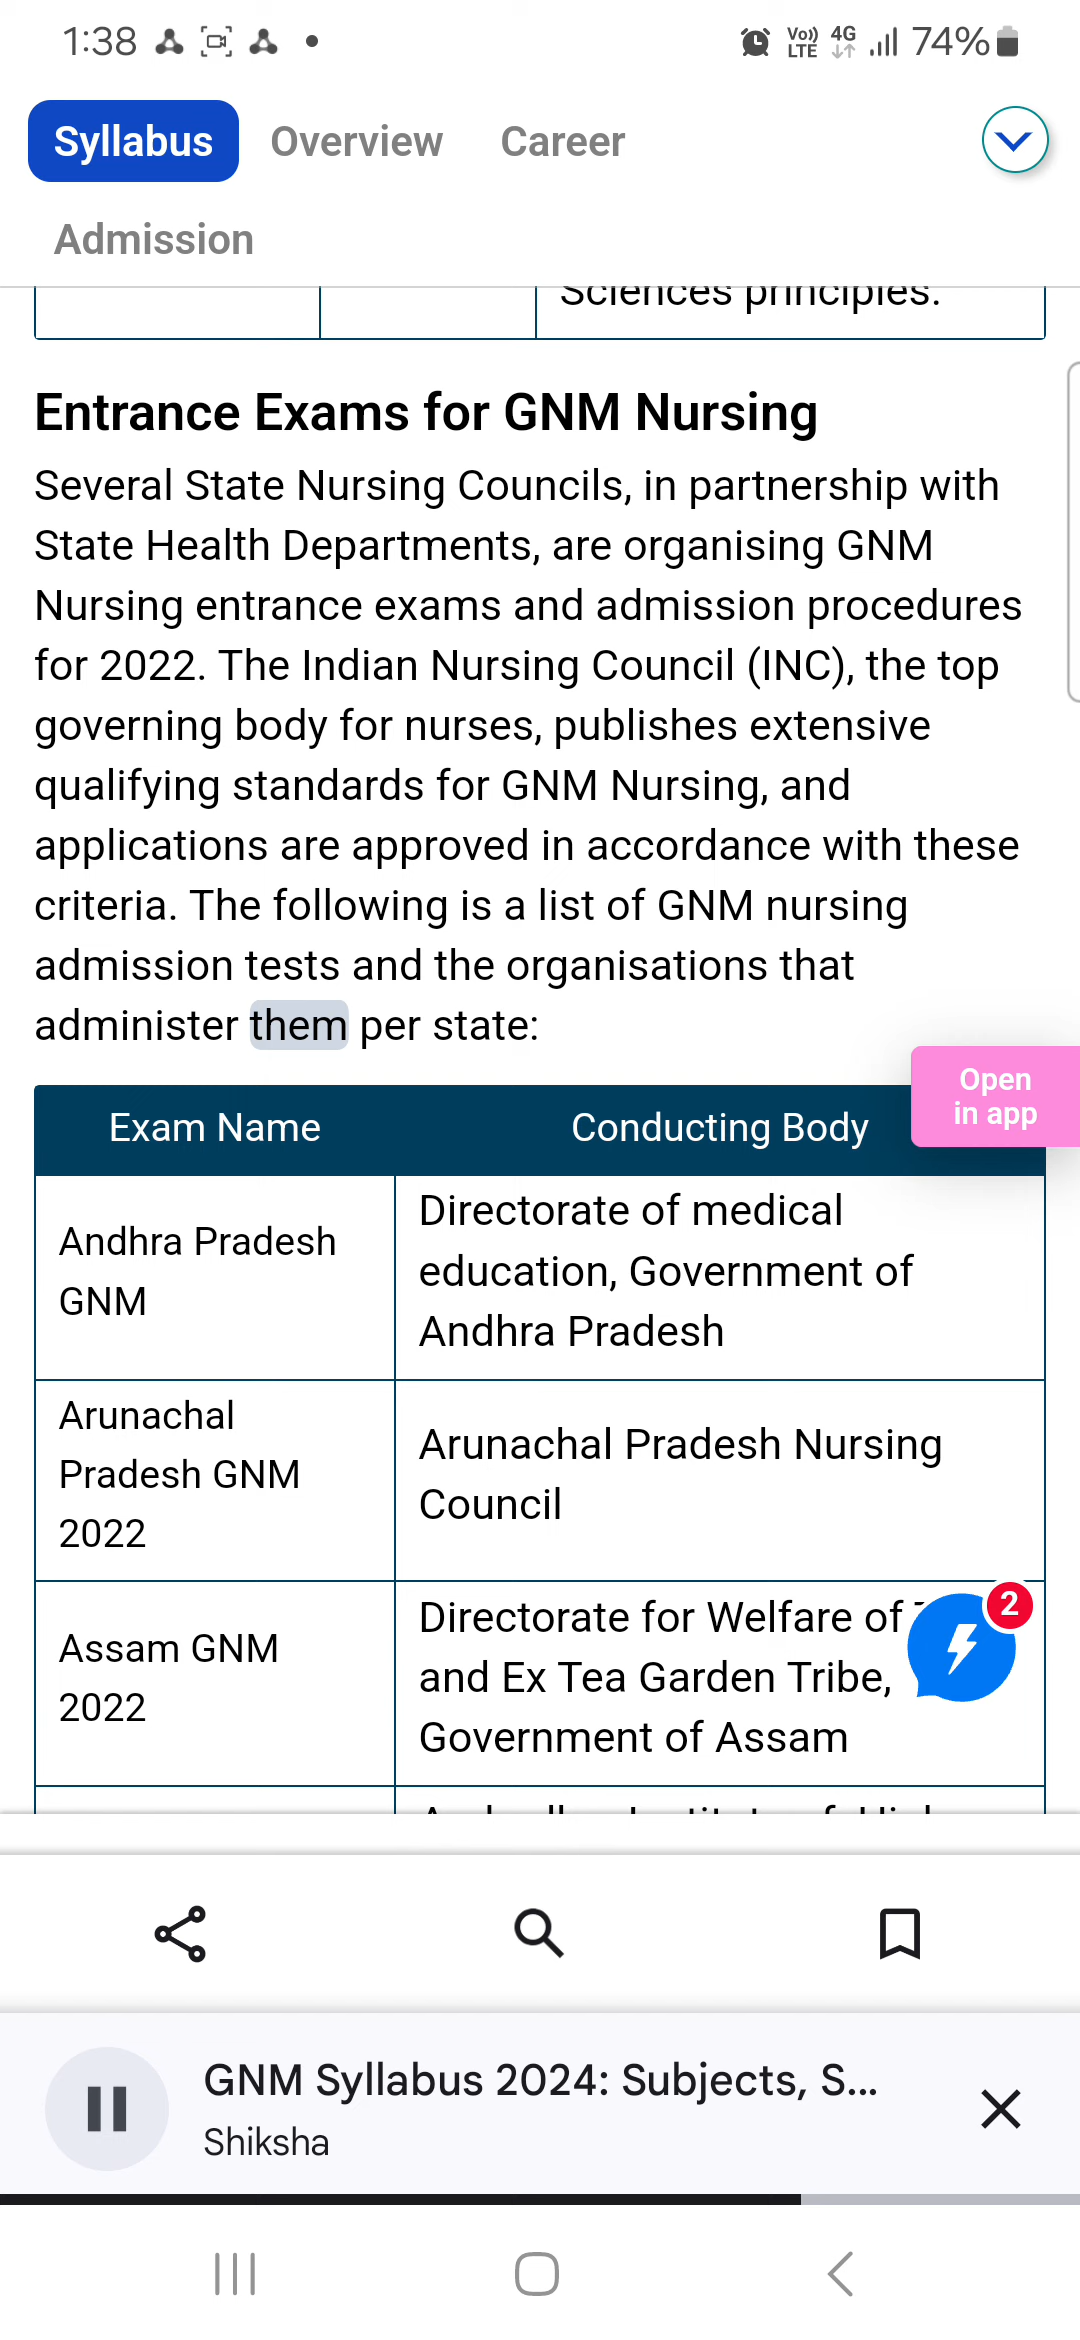 1:38
Vo)) LTE 4G 74%
Syllabus Overview Career
Admission
Sciences principles.
Entrance Exams for GNM Nursing
Several State Nursing Councils, in partnership with
State Health Departments, are organising GNM
Nursing entrance exams and admission procedures
for 2022. The Indian Nursing Council (INC), the top
governing body for nurses, publishes extensive
qualifying standards for GNM Nursing, and
applications are approved in accordance with these
criteria. The following is a list of GNM nursing
admission tests and the organisations that
administer them per state:
Open
in app
Exam Name Conducting Body
Andhra Pradesh
GNM
Directorate of medical
education, Government of
Andhra Pradesh
Arunachal
Pradesh GNM
2022
Arunachal Pradesh Nursing
Council
Assam GNM
2022
Directorate for Welfare of
and Ex Tea Garden Tribe,
Government of Assam
2
GNM Syllabus 2024: Subjects, S...
Shiksha